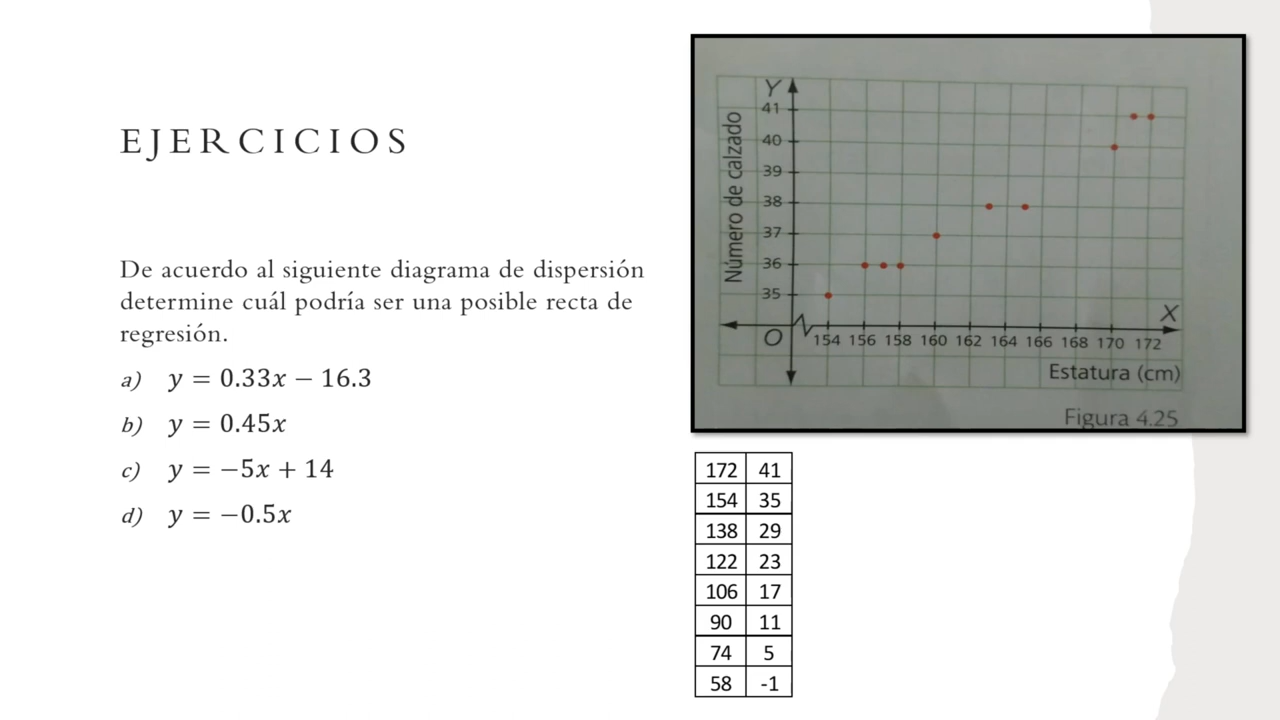 EJERCICIOS
De acuerdo al siguiente diagrama de dispersión
determine cuál podría ser una posible recta de
regresión.
a) y = 0.33x − 16.3
b) y = 0.45x
c) y = −5x + 14
d) y = −0.5x
Y
Número de calzado
41
40
39
38
37
36
35
X
O
154 156 158 160 162 164 166 168 170 172
Estatura (cm)
Figura 4.25
172 41
154 35
138 29
122 23
106 17
90 11
74 5
58 -1